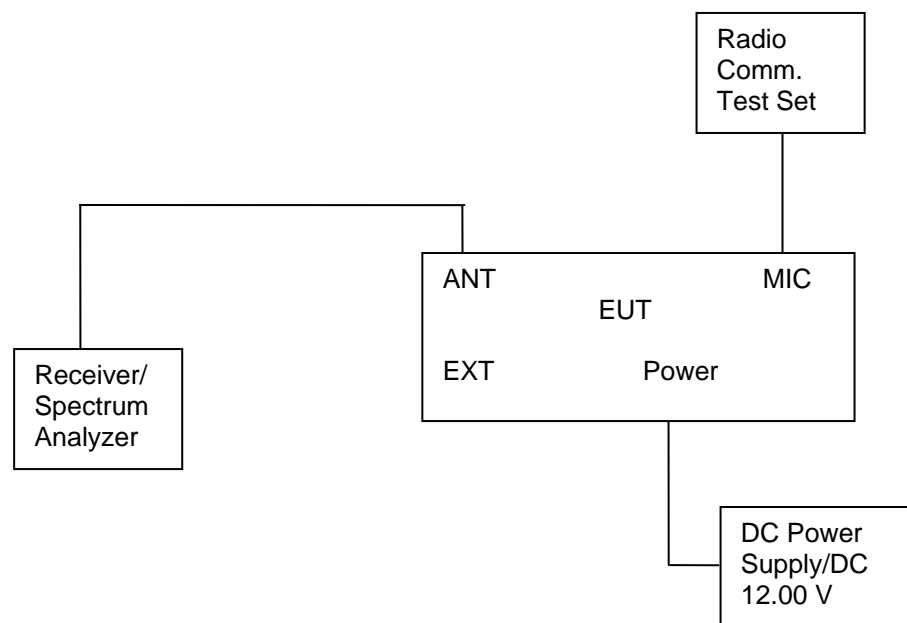 Radio
Comm.
Test Set
ANT
MIC
EUT
EXT
Power
Receiver/
Spectrum
Analyzer
DC Power
Supply/DC
12.00 V